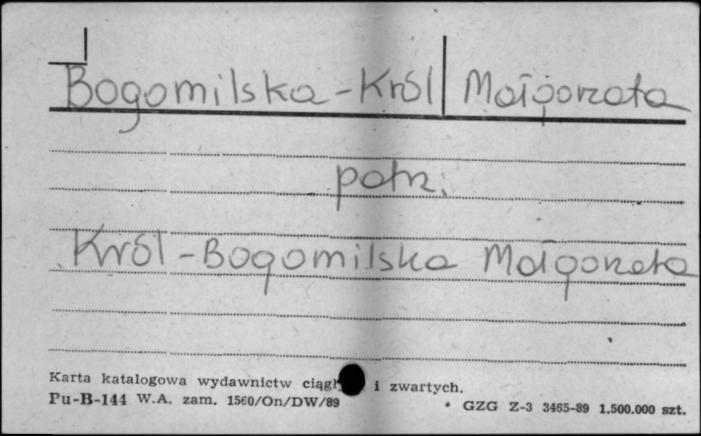 Bogomilska-Król Małgorzata
patrz.
Król-Bogomilska Małgorzata
Karta katalogowa wydawnictw i zwartych.
Pu-B-144 W.A. zam. 1560/On/DW/89
GZG Z-3 3465-89 1.500.000 szt.